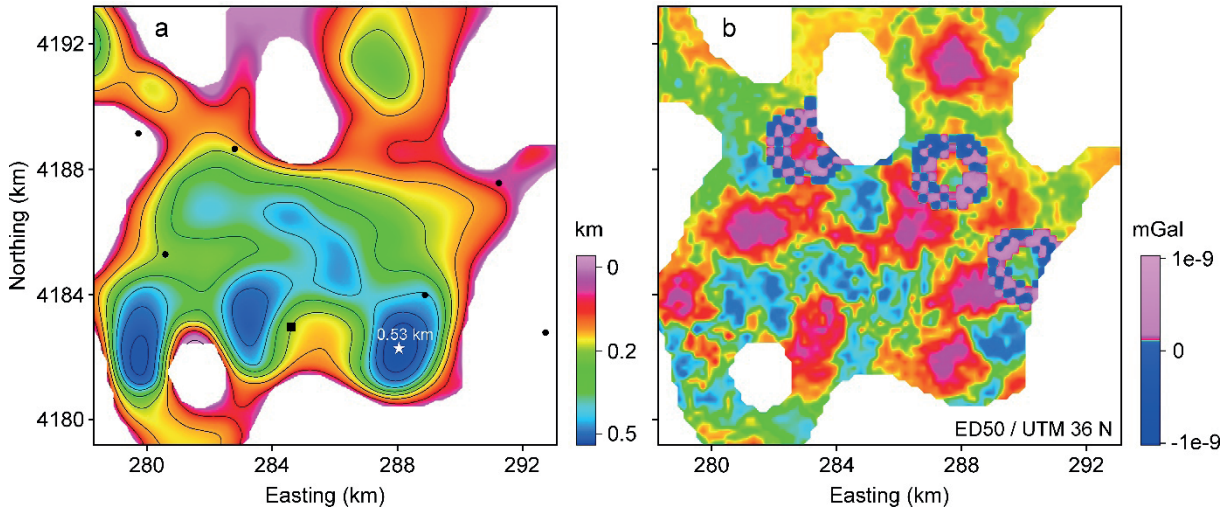 a
4192
4188
4184
4180
Northing (km)
280
284
288
292
Easting (km)
0.53 km
km
0
0.2
0.5
b
280
284
288
292
Easting (km)
ED50 / UTM 36 N
mGal
1e-9
0
-1e-9